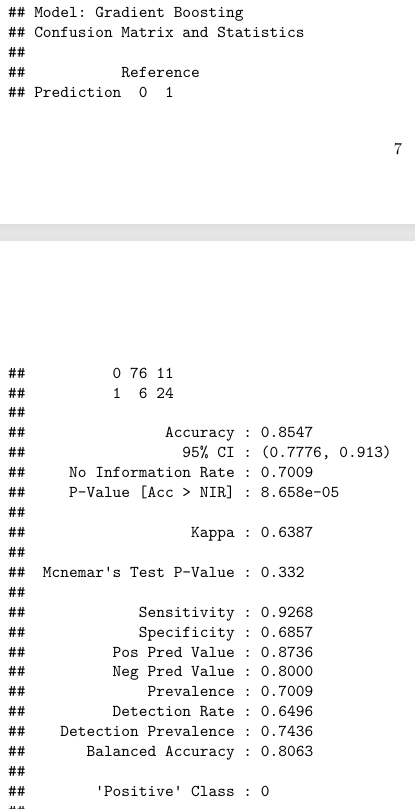 ## Model: Gradient Boosting
## Confusion Matrix and Statistics
##
##           Reference
## Prediction  0  1
7
##          0 76 11
##          1  6 24
##
##                Accuracy : 0.8547
##                  95% CI : (0.7776, 0.913)
##     No Information Rate : 0.7009
##     P-Value [Acc > NIR] : 8.658e-05
##
##                   Kappa : 0.6387
##
##  Mcnemar's Test P-Value : 0.332
##
##             Sensitivity : 0.9268
##             Specificity : 0.6857
##          Pos Pred Value : 0.8736
##          Neg Pred Value : 0.8000
##              Prevalence : 0.7009
##          Detection Rate : 0.6496
##    Detection Prevalence : 0.7436
##       Balanced Accuracy : 0.8063
##
##        'Positive' Class : 0
##